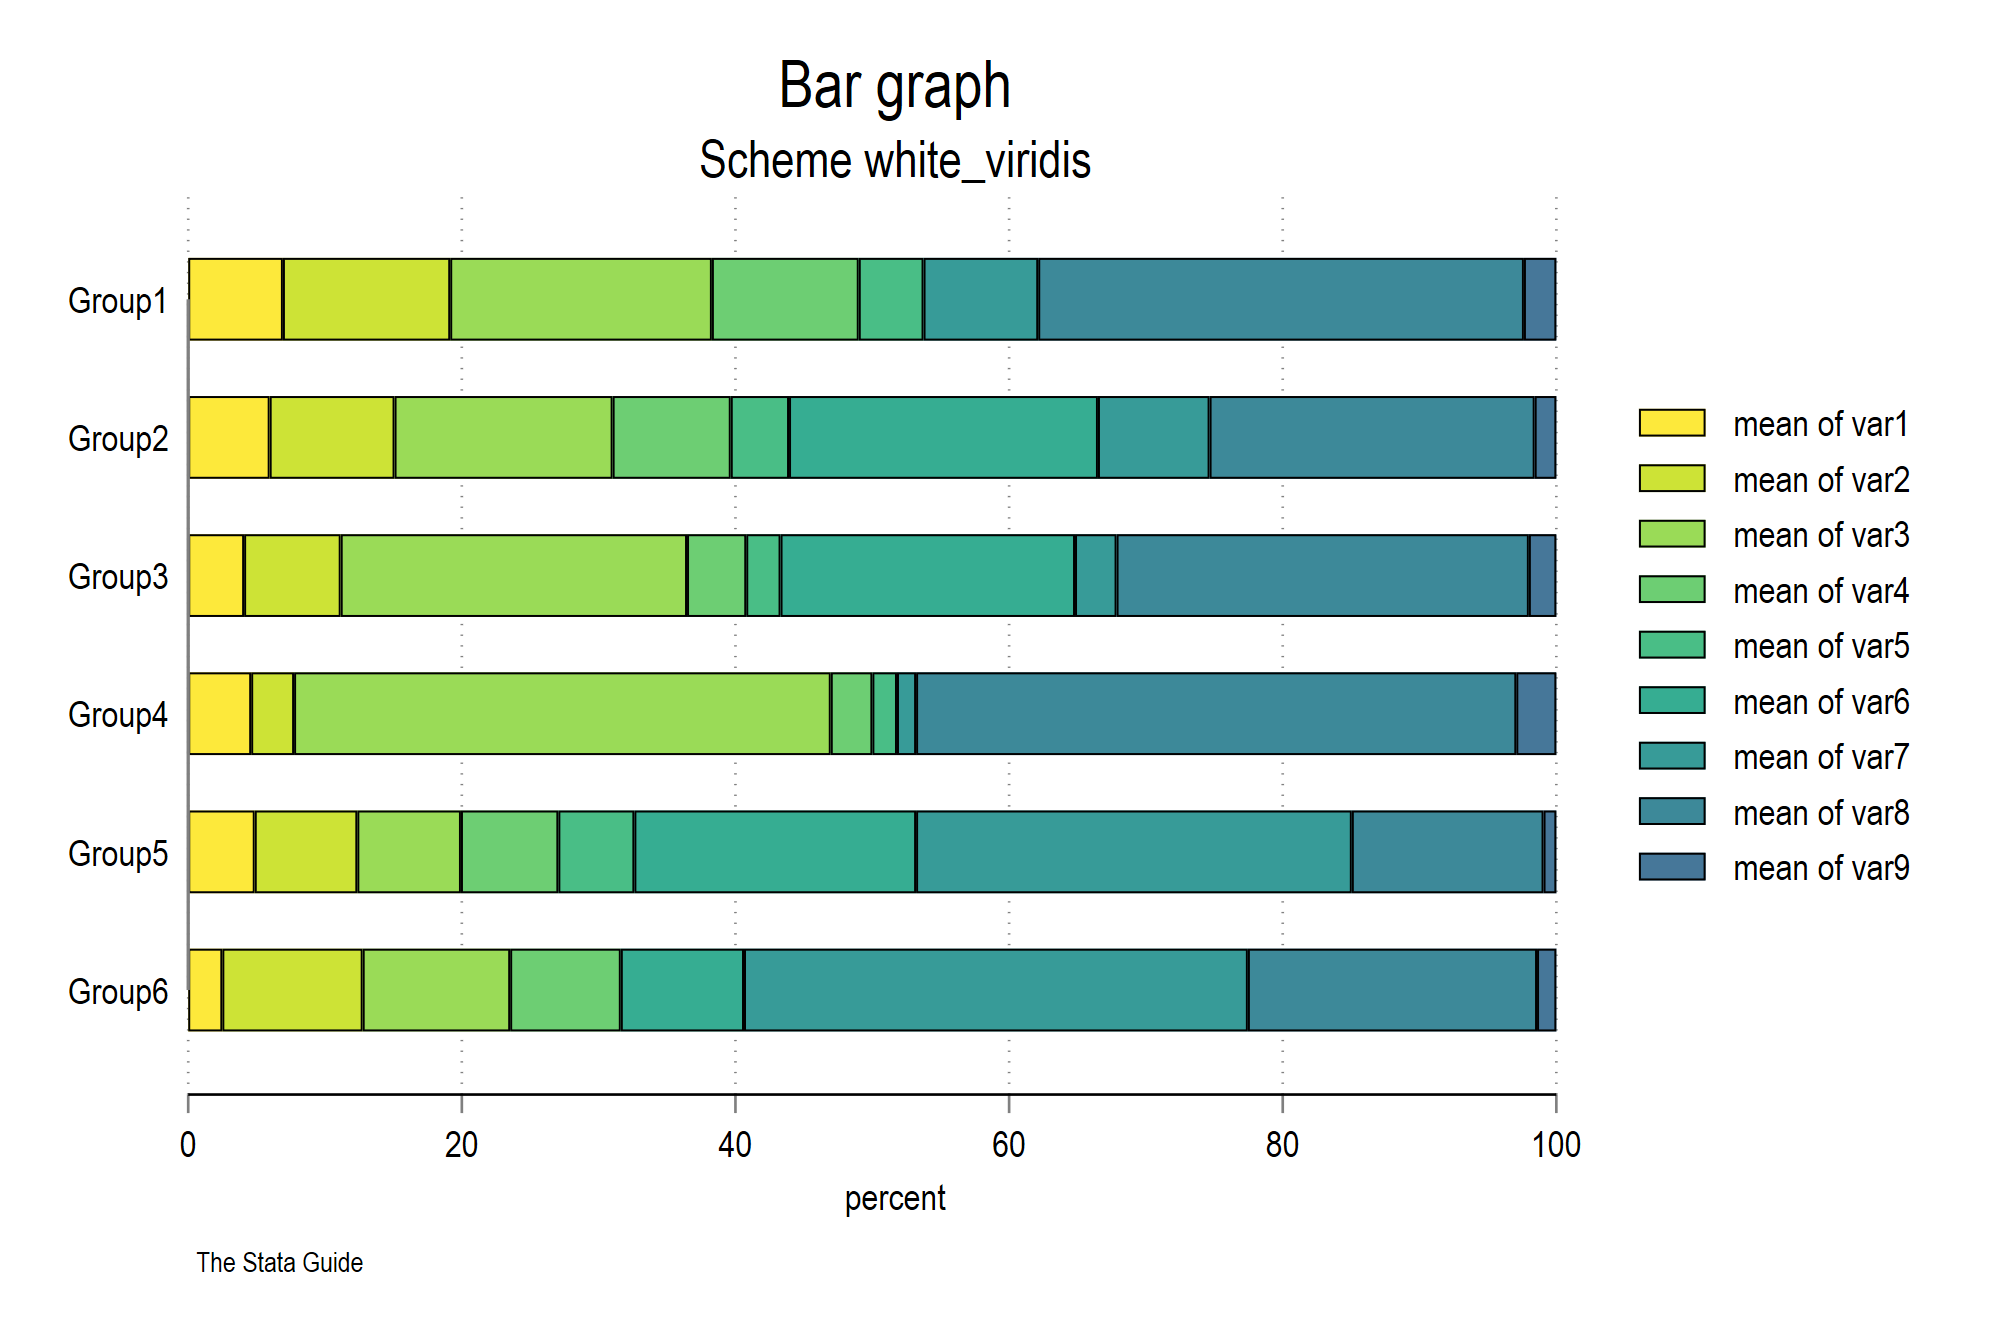 Bar graph
Scheme white_viridis
Group1
Group2
Group3
Group4
Group5
Group6
0 20 40 60 80 100
percent
mean of var1
mean of var2
mean of var3
mean of var4
mean of var5
mean of var6
mean of var7
mean of var8
mean of var9
The Stata Guide